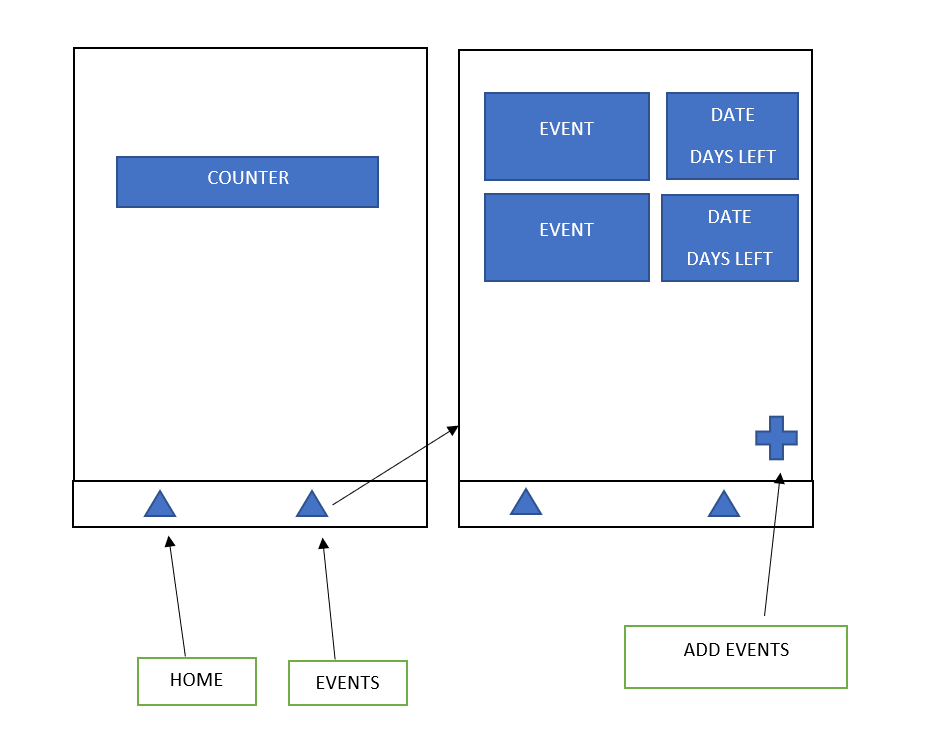 COUNTER
EVENT
DATE
DAYS LEFT
EVENT
DATE
DAYS LEFT
HOME
EVENTS
ADD EVENTS